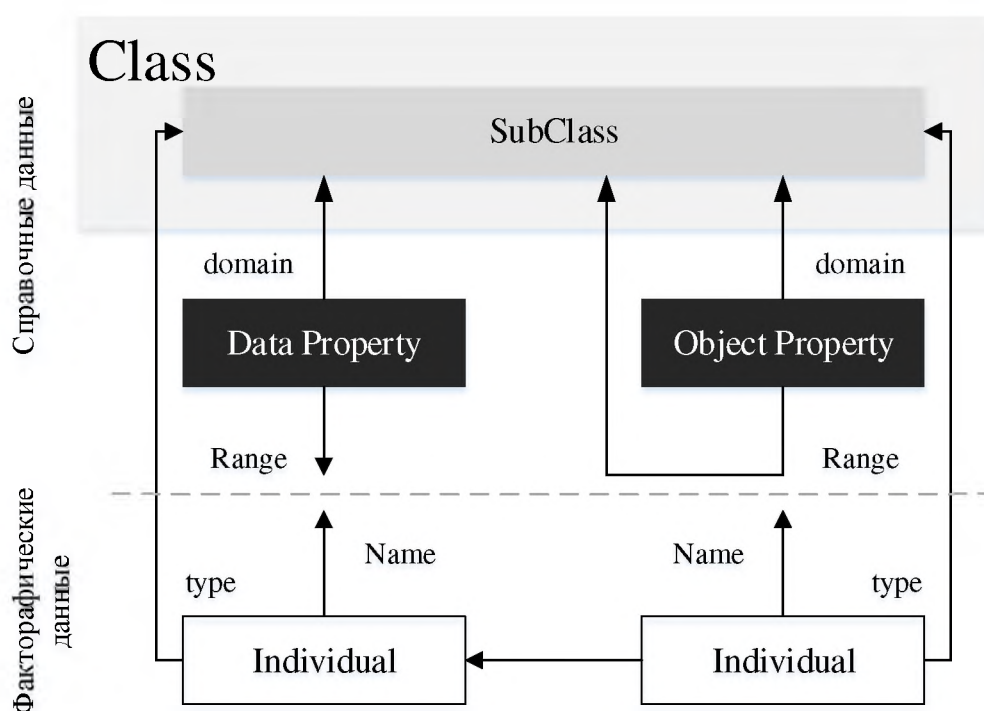 Class
SubClass
Справочные данные
domain
domain
Data Property
Object Property
Range
Range
Факторафические
данные
Name
Name
type
type
Individual
Individual